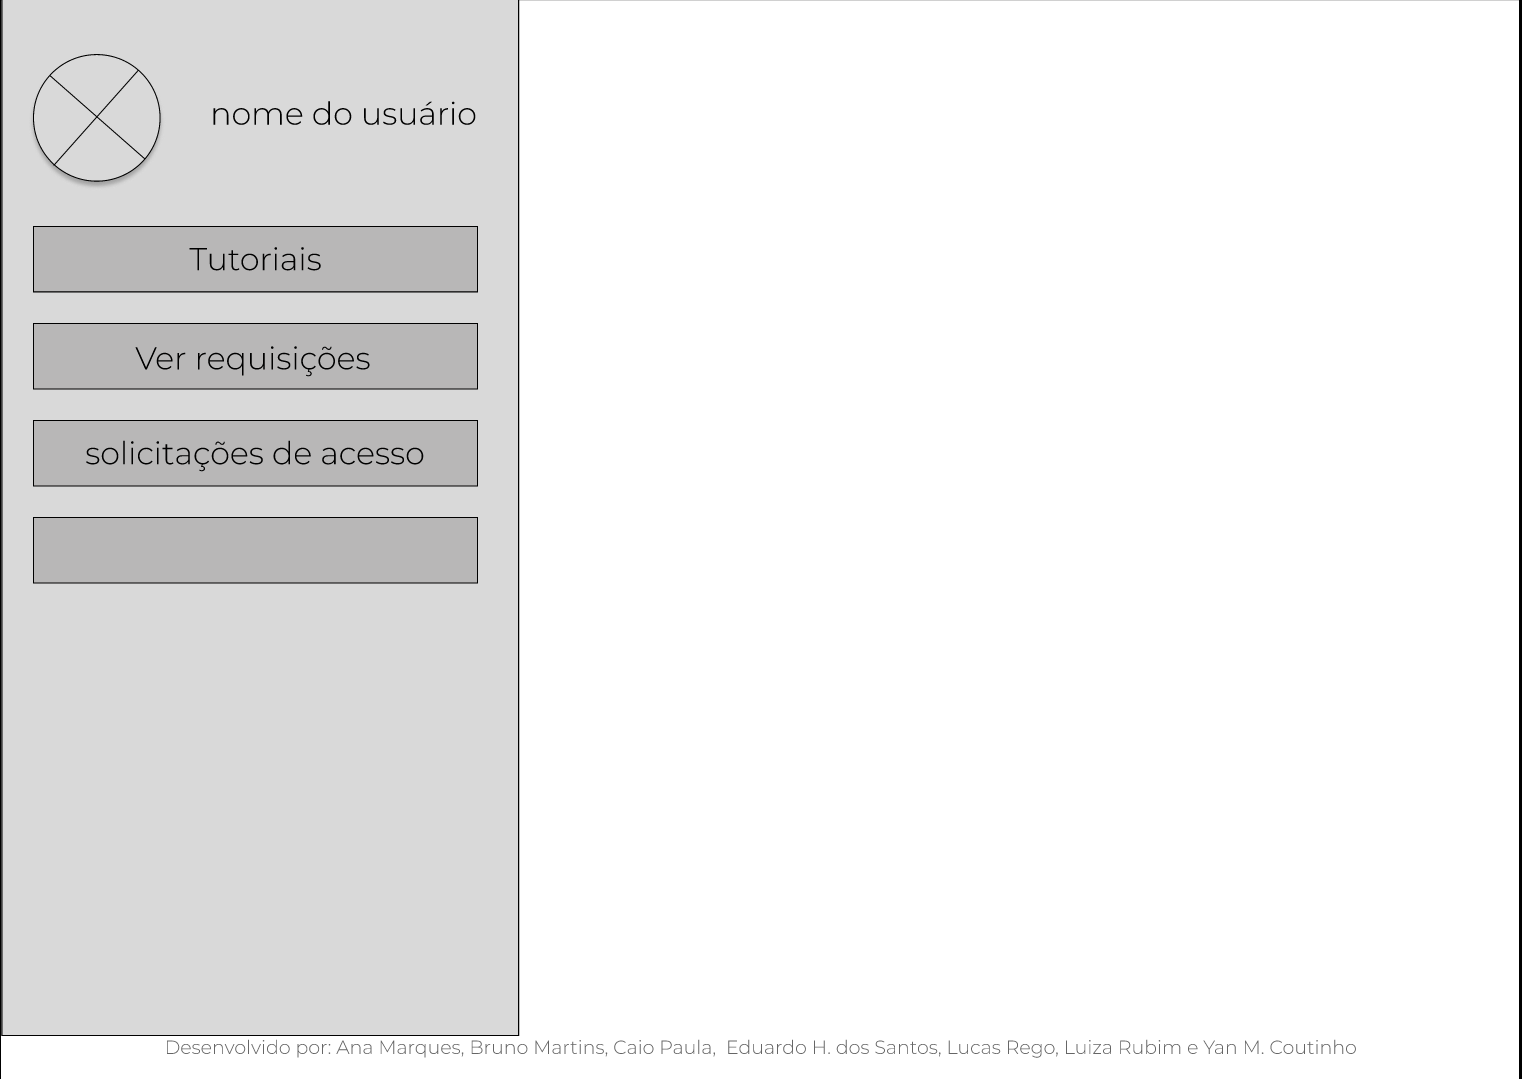 nome do usuário
Tutoriais
Ver requisições
solicitações de acesso
Desenvolvido por: Ana Marques, Bruno Martins, Caio Paula,  Eduardo H. dos Santos, Lucas Rego, Luiza Rubim e Yan M. Coutinho